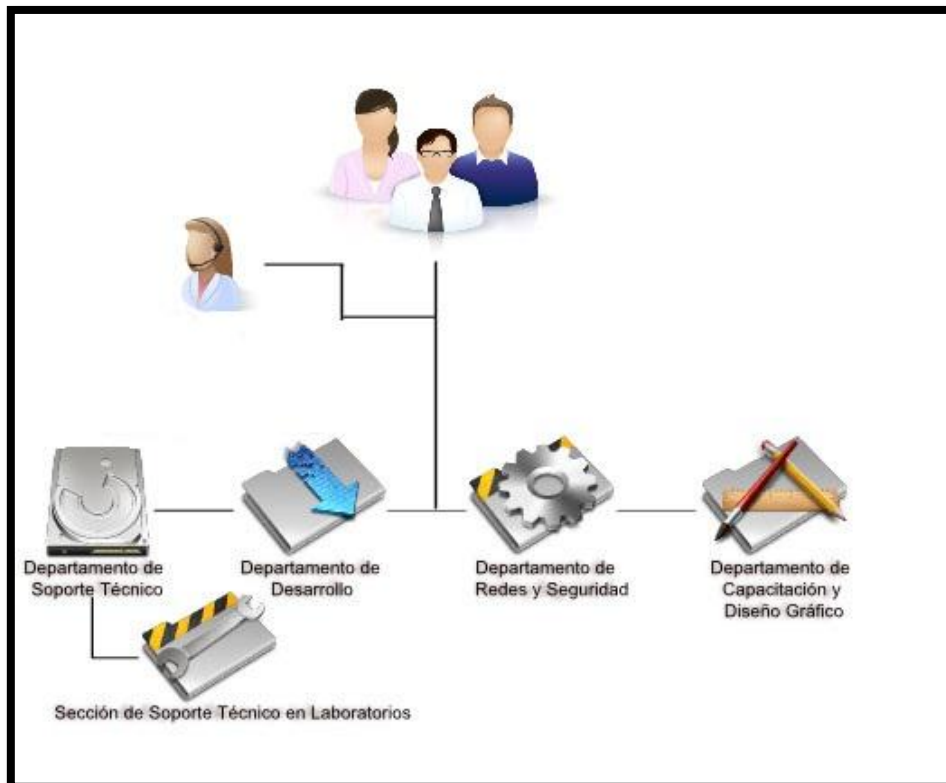 Departamento de
Soporte Técnico
Departamento de
Desarrollo
Departamento de
Redes y Seguridad
Departamento de
Capacitación y
Diseño Gráfico
Sección de Soporte Técnico en Laboratorios